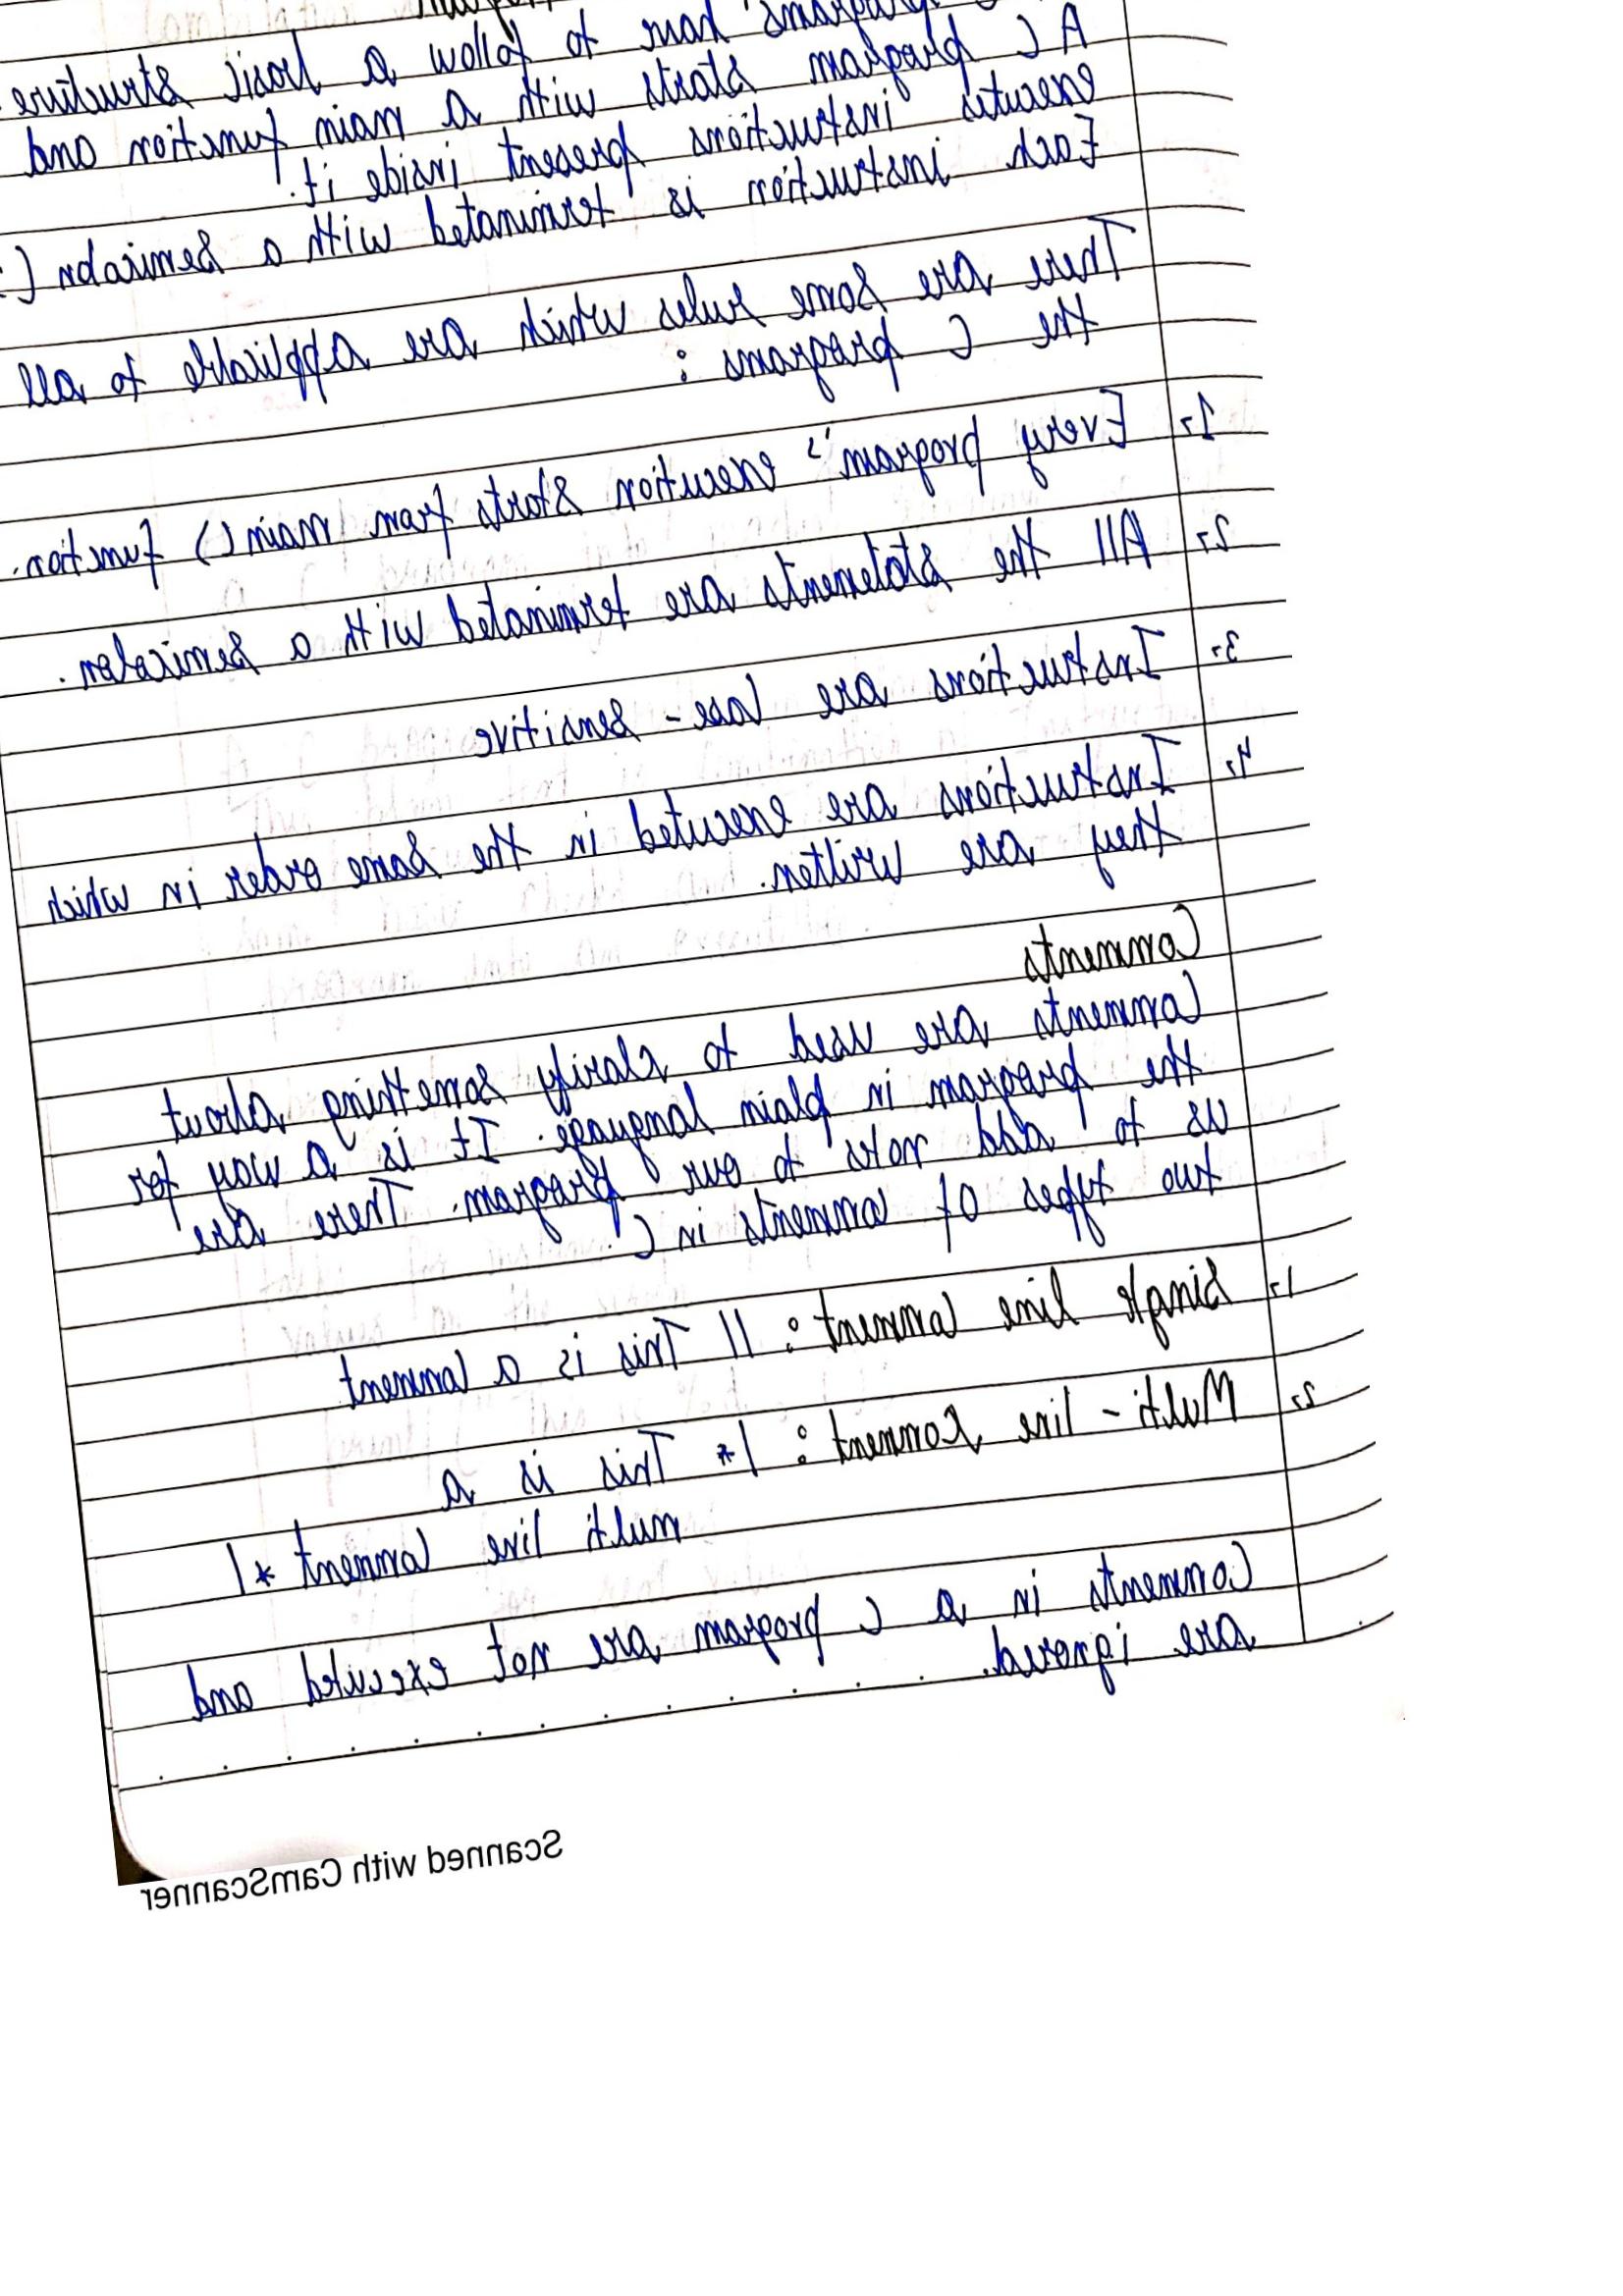 programs have to follow a basic structure.
A C program starts with a main function and
executes instructions present inside it.
Each instruction is terminated with a semicolon (
There are some rules which are applicable to all
the C programs :
1. Every program's execution starts from main() function.
2. All the statements are terminated with a semicolon.
3. Instructions are case - sensitive
4. Instructions are executed in the same order in which
they are written.
Comments
Comments are used to clarify something about
the program in plain language. It is a way for
us to add notes to our program. There are
two types of comments in C.
1. Single line comment : // This is a comment
2. Multi - line comment : /* This is a
multi line comment */
Comments in a C program are not executed and
are ignored.
Scanned with CamScanner